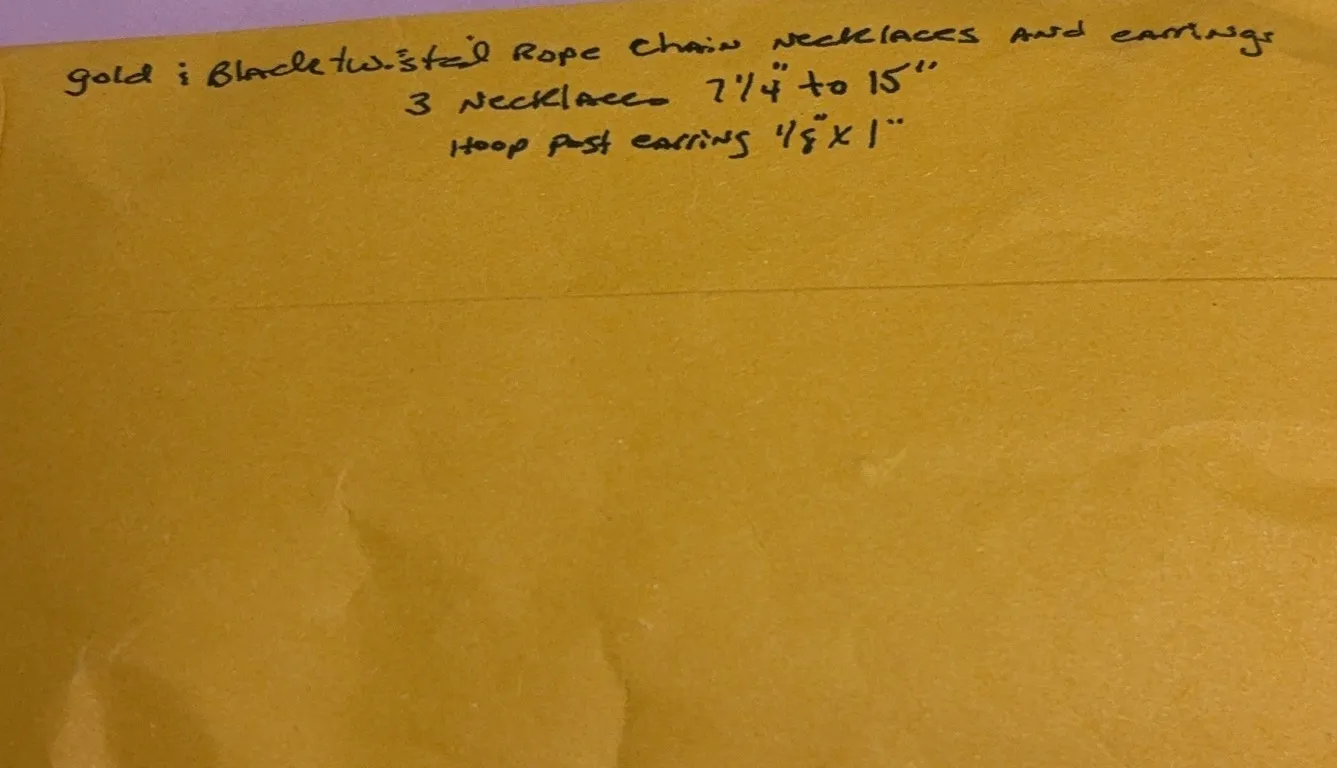 gold & Black twisted Rope Chain Necklaces And earrings
3 Necklaces 7 1/4" to 15"
Hoop Post earring 1/8" x 1"